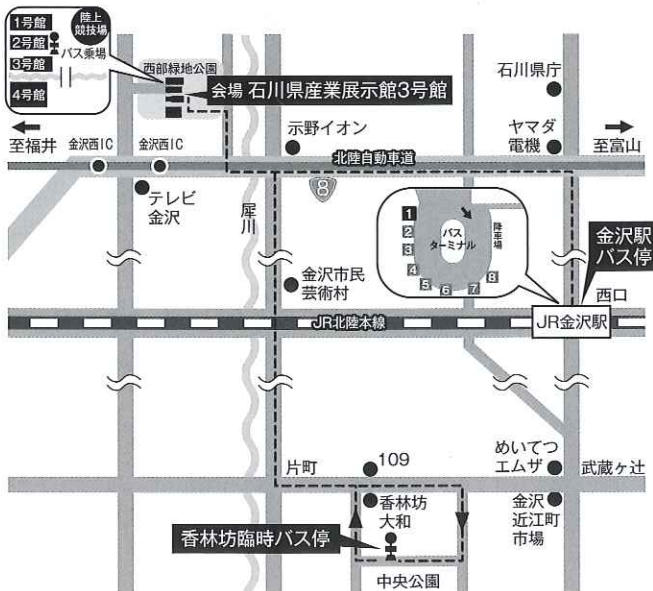 1号館
2号館
3号館
4号館
陸上
競技場
バス乗場
西部緑地公園
会場 石川県産業展示館3号館
石川県庁
至福井
金沢西IC
金沢西IC
示野イオン
ヤマダ
電機
至富山
北陸自動車道
テレビ
金沢
犀川
8
1
2
3
4
5
6
7
8
バス
ターミナル
降車場
金沢駅
バス停
金沢市民
芸術村
西口
JR北陸本線
JR金沢駅
片町
109
めいてつ
エムザ
武蔵ヶ辻
香林坊
大和
金沢
近江町
市場
香林坊臨時バス停
中央公園